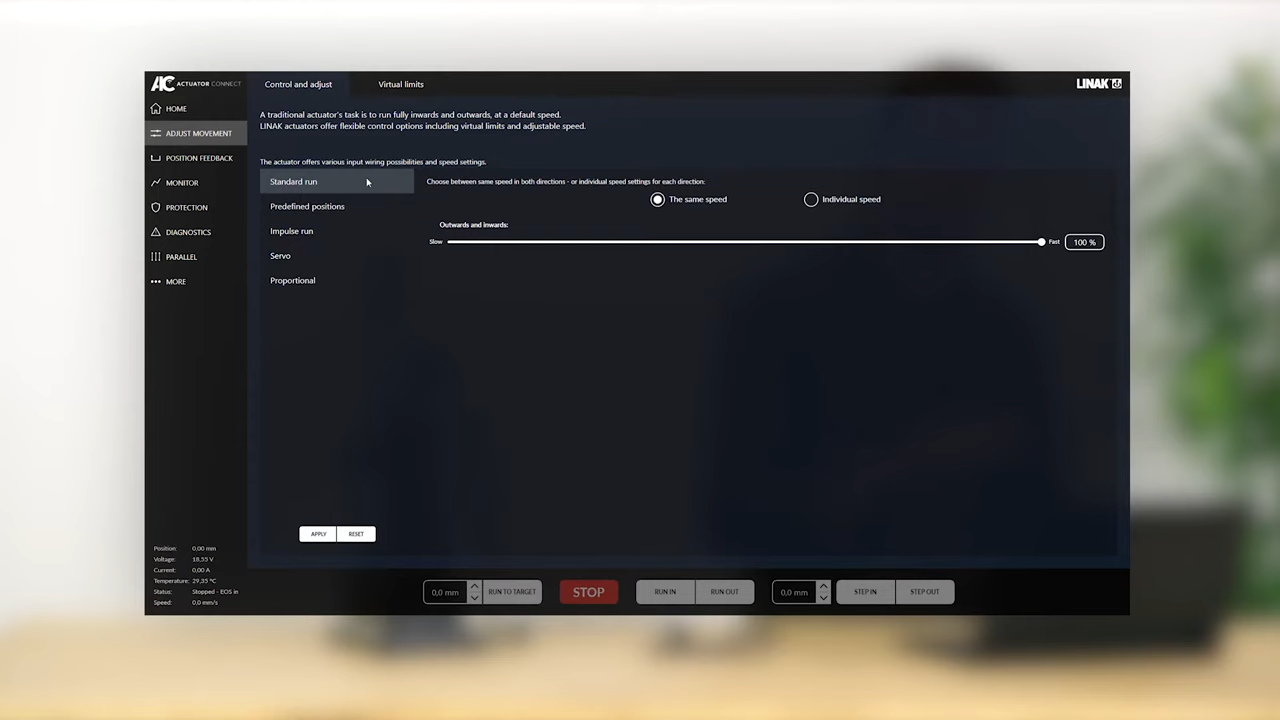 AC ACTUATOR CONNECT
Control and adjust
Virtual limits
LINAK
HOME
ADJUST MOVEMENT
POSITION FEEDBACK
MONITOR
PROTECTION
DIAGNOSTICS
PARALLEL
MORE
A traditional actuator's task is to run fully inwards and outwards, at a default speed.
LINAK actuators offer flexible control options including virtual limits and adjustable speed.
The actuator offers various input wiring possibilities and speed settings.
Standard run
Predefined positions
Impulse run
Servo
Proportional
Choose between same speed in both directions - or individual speed settings for each direction:
The same speed
Individual speed
Outwards and inwards:
Slow
Fast
100 %
APPLY
RESET
Position: 0,00 mm
Voltage: 18,55 V
Current: 0,00 A
Temperature: 29,35 °C
Status: Stopped - EOS in
Speed: 0,0 mm/s
0,0 mm
RUN TO TARGET
STOP
RUN IN
RUN OUT
0,0 mm
STEP IN
STEP OUT